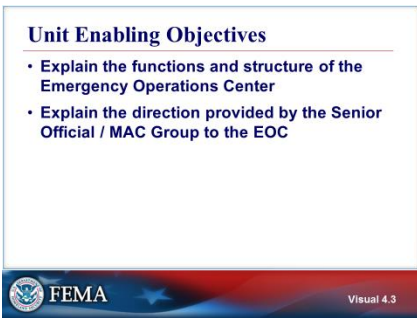 Unit Enabling Objectives
• Explain the functions and structure of the
Emergency Operations Center
• Explain the direction provided by the Senior
Official / MAC Group to the EOC
FEMA
Visual 4.3